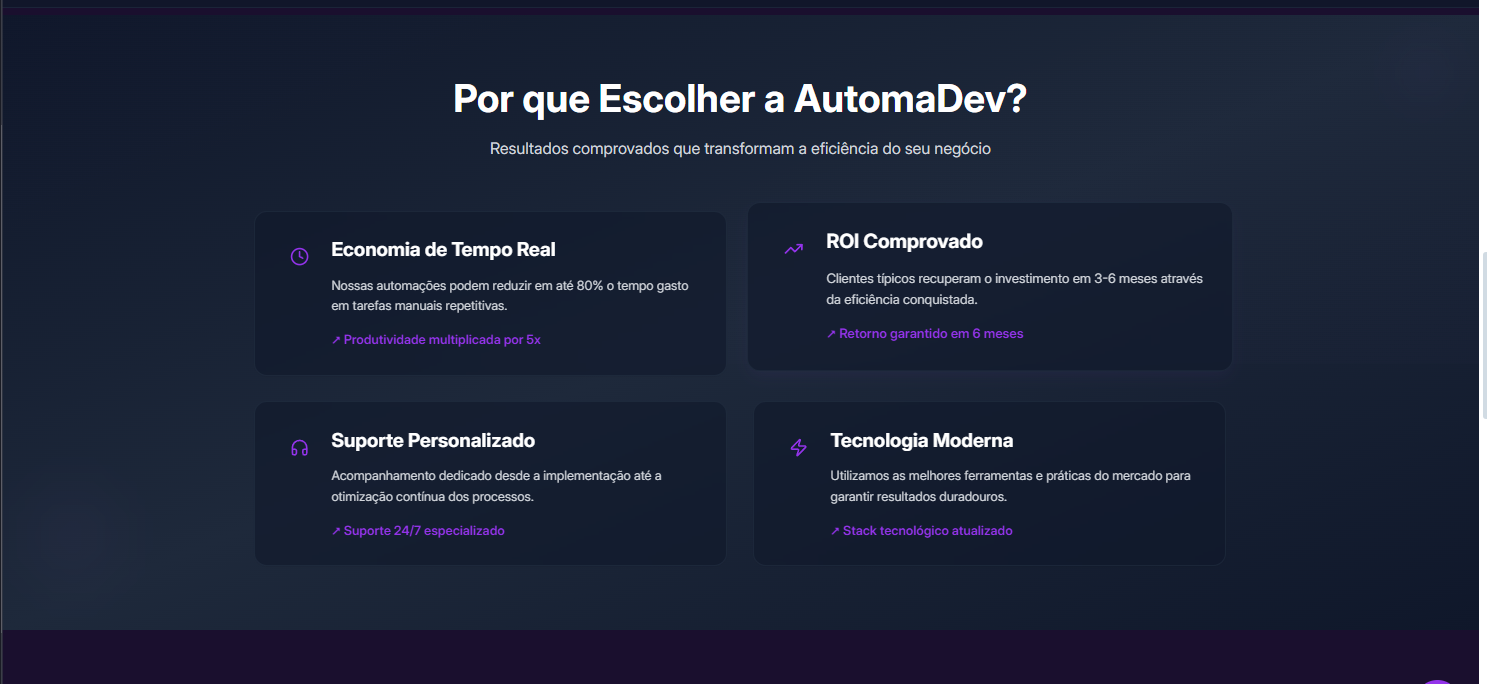 Por que Escolher a AutomaDev?
Resultados comprovados que transformam a eficiência do seu negócio
Economia de Tempo Real
Nossas automações podem reduzir em até 80% o tempo gasto
em tarefas manuais repetitivas.
↗ Produtividade multiplicada por 5x
ROI Comprovado
Clientes típicos recuperam o investimento em 3-6 meses através
da eficiência conquistada.
↗ Retorno garantido em 6 meses
Suporte Personalizado
Acompanhamento dedicado desde a implementação até a
otimização contínua dos processos.
↗ Suporte 24/7 especializado
Tecnologia Moderna
Utilizamos as melhores ferramentas e práticas do mercado para
garantir resultados duradouros.
↗ Stack tecnológico atualizado